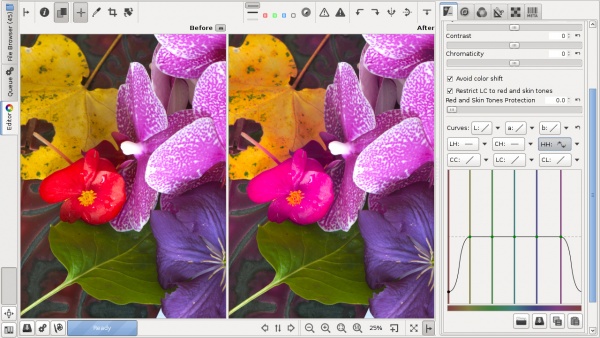 File Browser (45)
Queue
Editor
Before
After
Contrast
0
Chromaticity
0
Avoid color shift
Restrict LC to red and skin tones
Red and Skin Tones Protection
0.0
Curves:
L:
a:
b:
LH:
CH:
HH:
CC:
LC:
CL:
Ready
25%